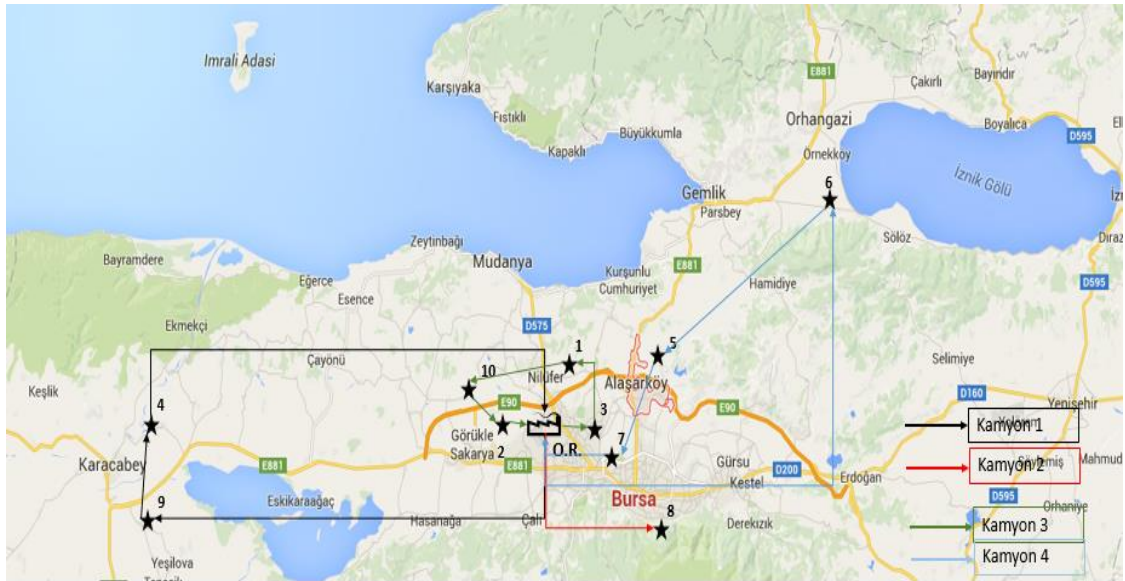 Imrali Adasi
Karşıyaka
Fıstıklı
Kapaklı
Büyükkumla
E881
Çakırlı
Bayındır
Orhangazi
Boyalıca
D595
Örnekköy
6
İznik Gölü
Gemlik
Parsbey
Sölöz
Zeytinbağı
Mudanya
Bayramdere
Eğerce
Esence
Kurşunlu
Cumhuriyet
E881
Hamidiye
D595
Ekmekçi
D575
Çayönü
1
5
Selimiye
10
Nilüfer
Alaşarköy
Keşlik
E90
D160
Yenişehir
4
3
E90
Görükle
Sakarya
2
O.R.
7
Kamyon 1
Karacabey
E881
E881
Gürsu
Kestel
D200
Erdoğan
Kamyon 2
Mahmud
Eskikaraağaç
Bursa
D595
Orhaniye
9
Hasanağa
Çalı
8
Derekızık
Kamyon 3
Yeşilova
Kamyon 4